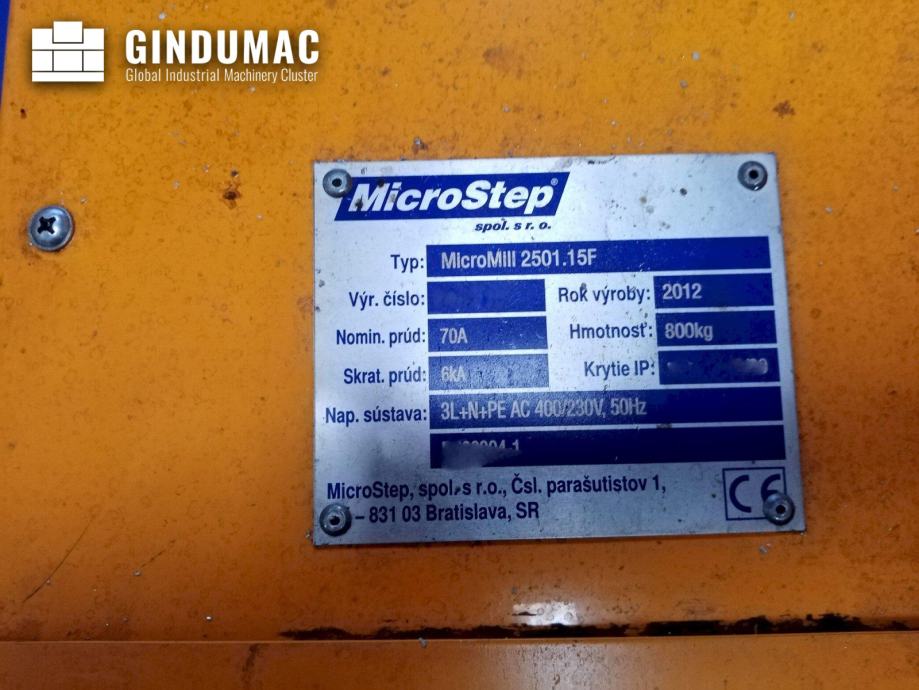 GINDUMAC
Global Industrial Machinery Cluster
MicroStep®
spol. s r. o.
Typ: MicroMill 2501.15F
Výr. číslo: Rok výroby: 2012
Nomin. prúd: 70A Hmotnosť: 800kg
Skrat. prúd: 6kA Krytie IP:
Nap. sústava: 3L+N+PE AC 400/230V, 50Hz
MicroStep, spol. s r.o., Čsl. parašutistov 1,
– 831 03 Bratislava, SR
CE